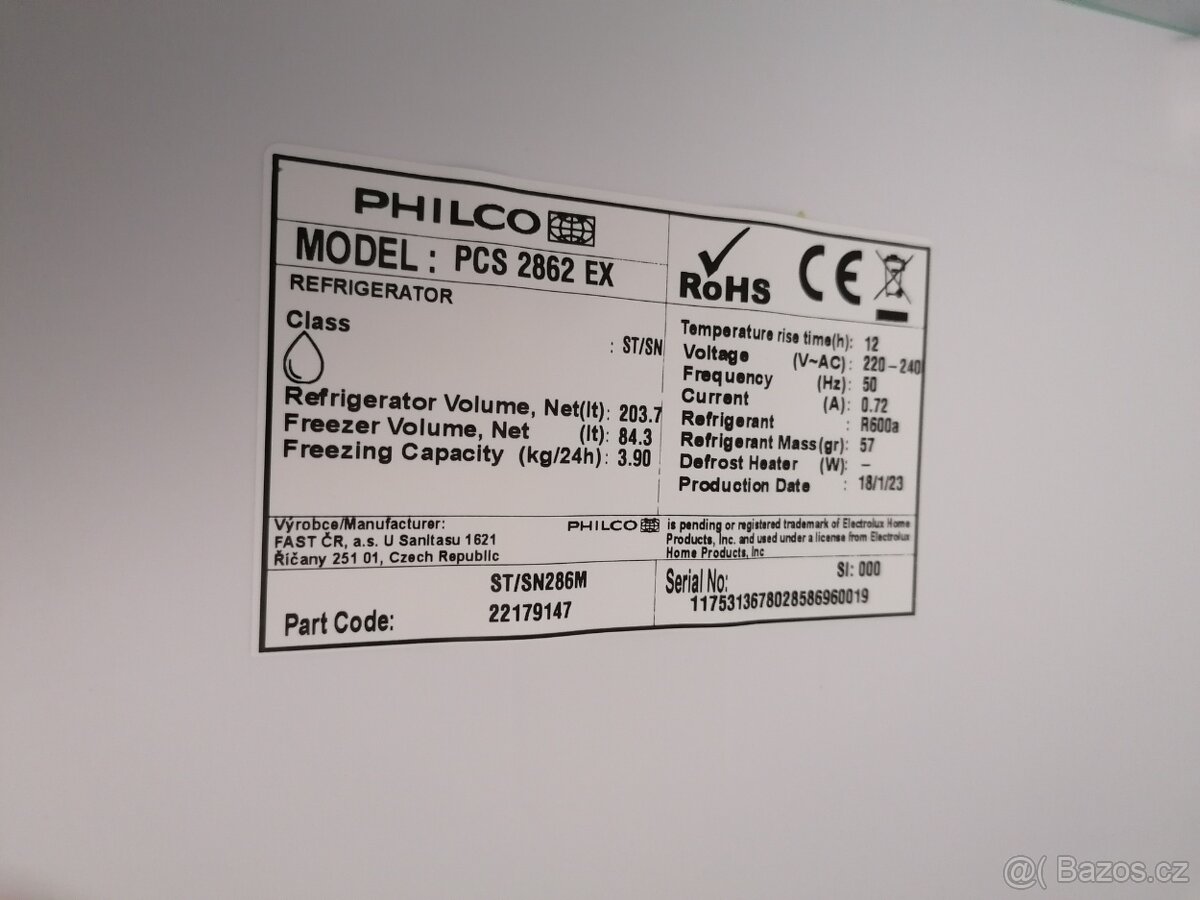 PHILCO
MODEL : PCS 2862 EX
REFRIGERATOR
Class : ST/SN
Refrigerator Volume, Net(lt): 203.7
Freezer Volume, Net (lt): 84.3
Freezing Capacity (kg/24h): 3.90
RoHS CE
Temperature rise time(h): 12
Voltage (V~AC): 220-240
Frequency (Hz): 50
Current (A): 0.72
Refrigerant : R600a
Refrigerant Mass(gr): 57
Defrost Heater (W): –
Production Date : 18/1/23
Výrobce/Manufacturer:
FAST ČR, a.s. U Sanitasu 1621
Říčany 251 01, Czech Republic
PHILCO is pending or registered trademark of Electrolux Home
Products, Inc. and used under a license from Electrolux
Home Products, Inc
ST/SN286M
Part Code: 22179147
SI: 000
Serial No:
1175313678028586960019
@( Bazos.cz